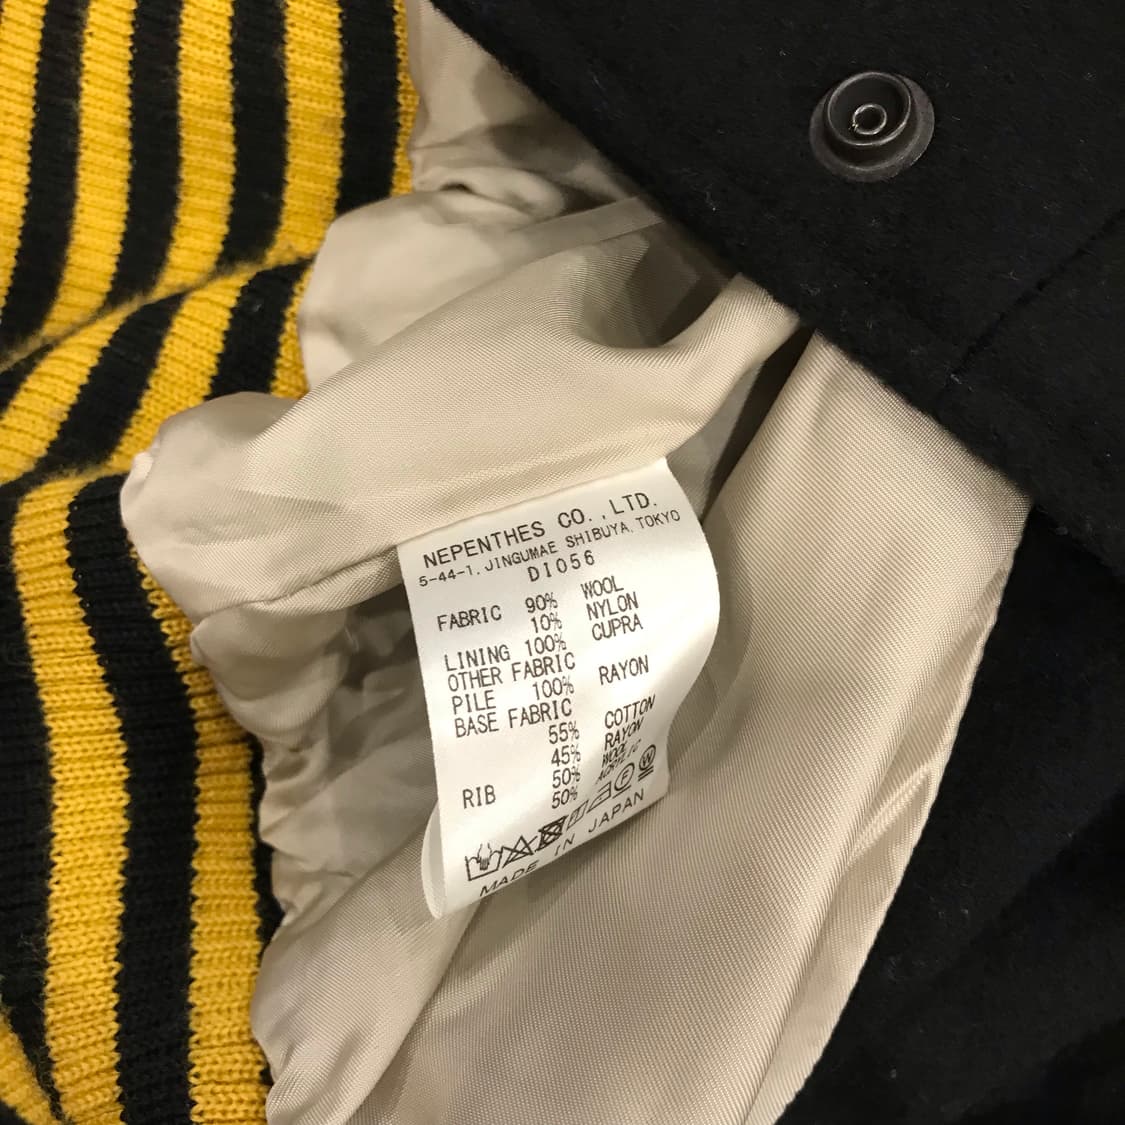 NEPENTHES CO.,LTD.
5-44-1, JINGUMAE SHIBUYA, TOKYO
DI056
FABRIC 90% WOOL
10% NYLON
LINING 100% CUPRA
OTHER FABRIC
PILE 100% RAYON
BASE FABRIC
55% COTTON
45% RAYON
RIB 50% WOOL
50% ACRYLIC
F W
MADE IN JAPAN